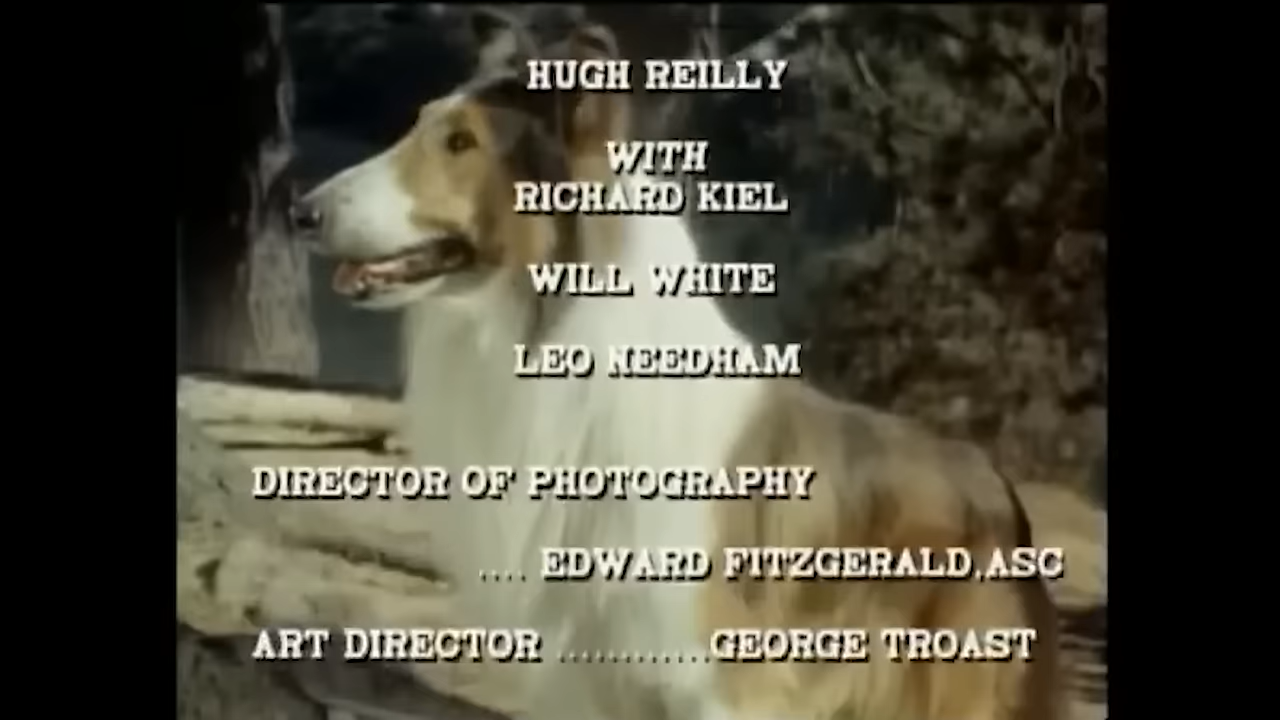 HUGH REILLY
WITH
RICHARD KIEL
WILL WHITE
LEO NEEDHAM
DIRECTOR OF PHOTOGRAPHY
.... EDWARD FITZGERALD, ASC
ART DIRECTOR ............GEORGE TROAST